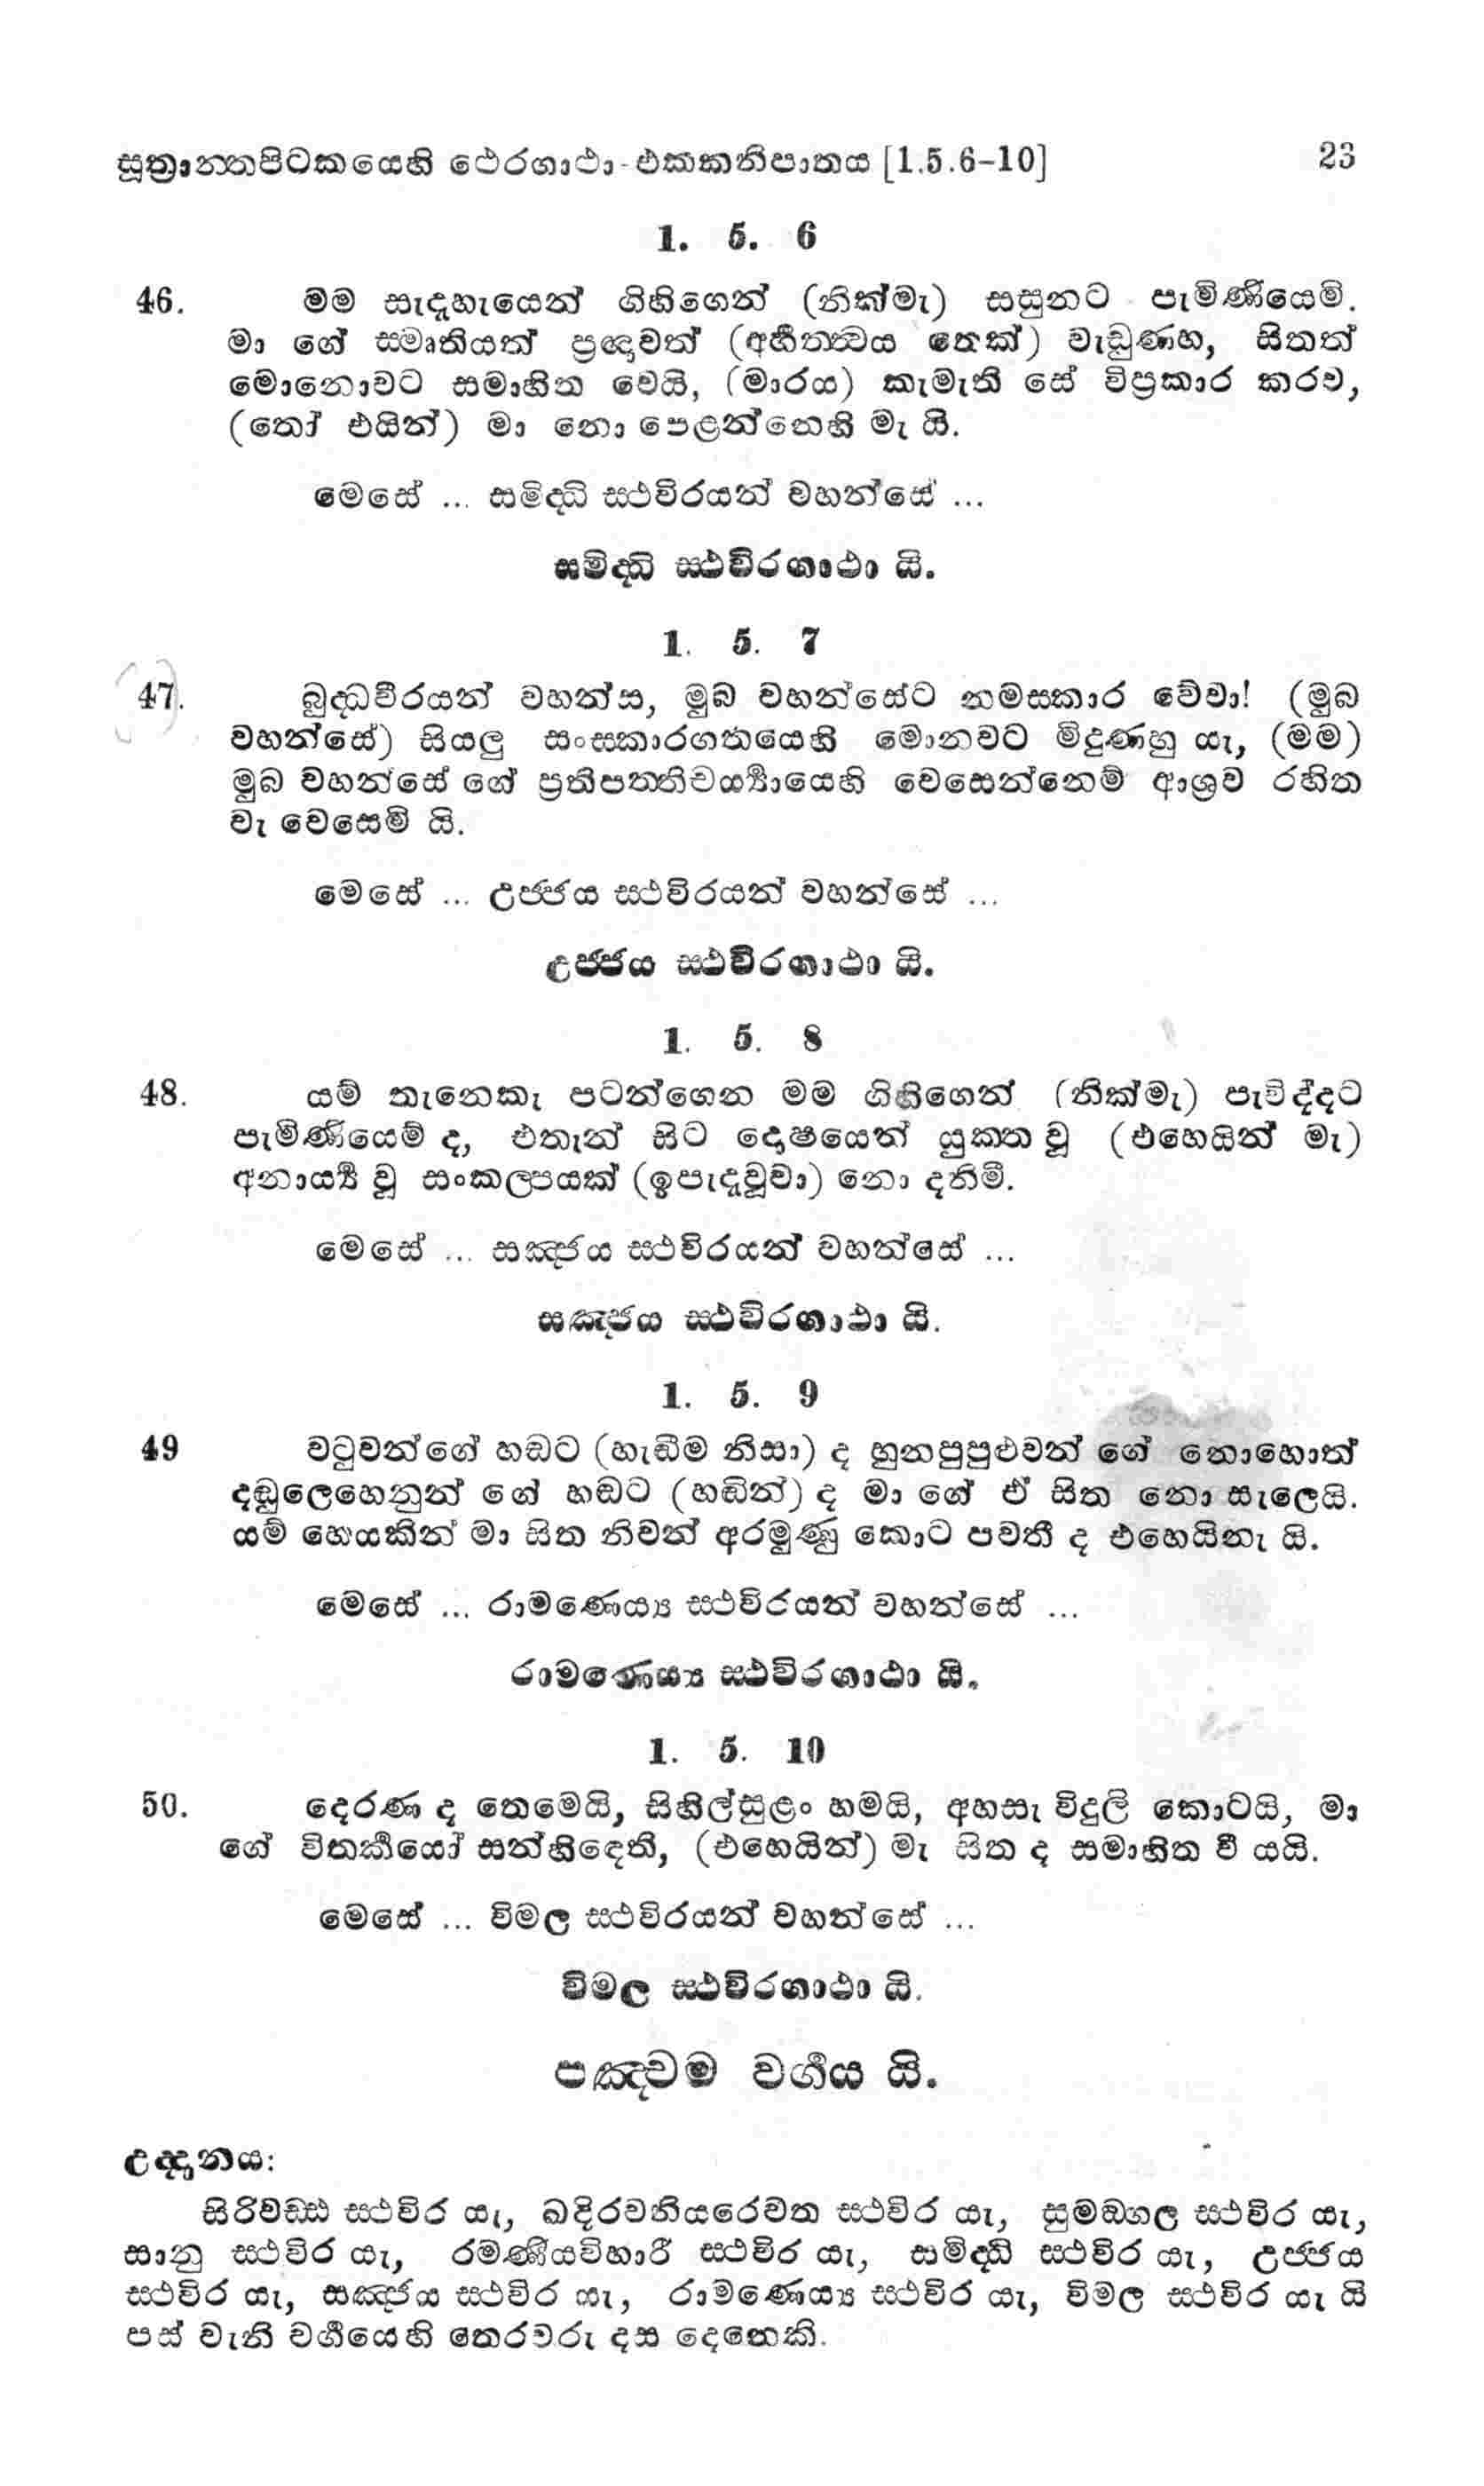 සූත්‍රාන්තපිටකයෙහි ථෙරගාථා-එකකනිපාතය [1.5.6-10] 23
1. 5. 6
46. මම සැදෑහැයෙන් ගිහිගෙන් (නික්මැ) සසුනට පැමිණියෙමි.
මා ගේ සමෘතියත් ප්‍රඥාවත් (අර්‍හත්ත්‍වය තෙක්) වැඩුණහ, සිතත්
මොනොවට සමාහිත වෙයි, (මාරය) කැමැති සේ විප්‍රකාර කරව,
(තෝ එයින්) මා නො පෙළන්නෙහි මැ යි.
මෙසේ ... සමිද්ධි ස්ථවිරයන් වහන්සේ ...
සමිද්ධි ස්ථවිරගාථා යි.
1. 5. 7
47. බුද්ධවීරයන් වහන්ස, මුබ වහන්සේට නමස්කාර වේවා! (මුබ
වහන්සේ) සියලු සංස්කාරගතයෙහි මොනවට මිදුණහු යැ, (මම)
මුබ වහන්සේ ගේ ප්‍රතිපත්තිචර්‍ය්‍යායෙහි වෙසෙන්නෙම් ආශ්‍රව රහිත
වැ වෙසෙමි යි.
මෙසේ ... උජ්ජය ස්ථවිරයන් වහන්සේ ...
උජ්ජය ස්ථවිරගාථා යි.
1. 5. 8
48. යම් තැනෙකැ පටන්ගෙන මම ගිහිගෙන් (නික්මැ) පැවිද්දට
පැමිණියෙම් ද, එතැන් සිට දොෂයෙන් යුක්ත වූ (එහෙයින් මැ)
අනාර්‍ය්‍ය වූ සංකල්පයක් (ඉපැදැවූවා) නො දනිමී.
මෙසේ ... සඤ්ජය ස්ථවිරයන් වහන්සේ ...
සඤ්ජය ස්ථවිරගාථා යි.
1. 5. 9
49 වටුවන්ගේ හඬට (හැඬීම නිසා) ද හුනපුපුළුවන් ගේ නොහොත්
දඬුලෙහෙනුන් ගේ හඬට (හඬින්) ද මා ගේ ඒ සිත නො සැලෙයි.
යම් හෙයකින් මා සිත නිවන් අරමුණු කොට පවතී ද එහෙයිනැ යි.
මෙසේ ... රාමණෙය්‍ය ස්ථවිරයන් වහන්සේ ...
රාමණෙය්‍ය ස්ථවිරගාථා යි.
1. 5. 10
50. දෙරණ ද තෙමෙයි, සිහිල්සුළං හමයි, අහසැ විදුලි කොටයි, මා
ගේ විතර්‍කයෝ සන්හිඳෙති, (එහෙයින්) මැ සිත ද සමාහිත වී යයි.
මෙසේ ... විමල ස්ථවිරයන් වහන්සේ ...
විමල ස්ථවිරගාථා යි.
පඤ්චම වර්‍ගය යි.
උද්දානය:
සිරිවඩ්ඪ ස්ථවිර යැ, ඛදිරවනියරෙවත ස්ථවිර යැ, සුමඞ්ගල ස්ථවිර යැ,
සානු ස්ථවිර යැ, රමණීයවිහාරී ස්ථවිර යැ, සමිද්ධි ස්ථවිර යැ, උජ්ජය
ස්ථවිර යැ, සඤ්ජය ස්ථවිර යැ, රාමණෙය්‍ය ස්ථවිර යැ, විමල ස්ථවිර යැ යි
පස් වැනි වර්‍ගයෙහි තෙරවරු දස දෙනෙකි.